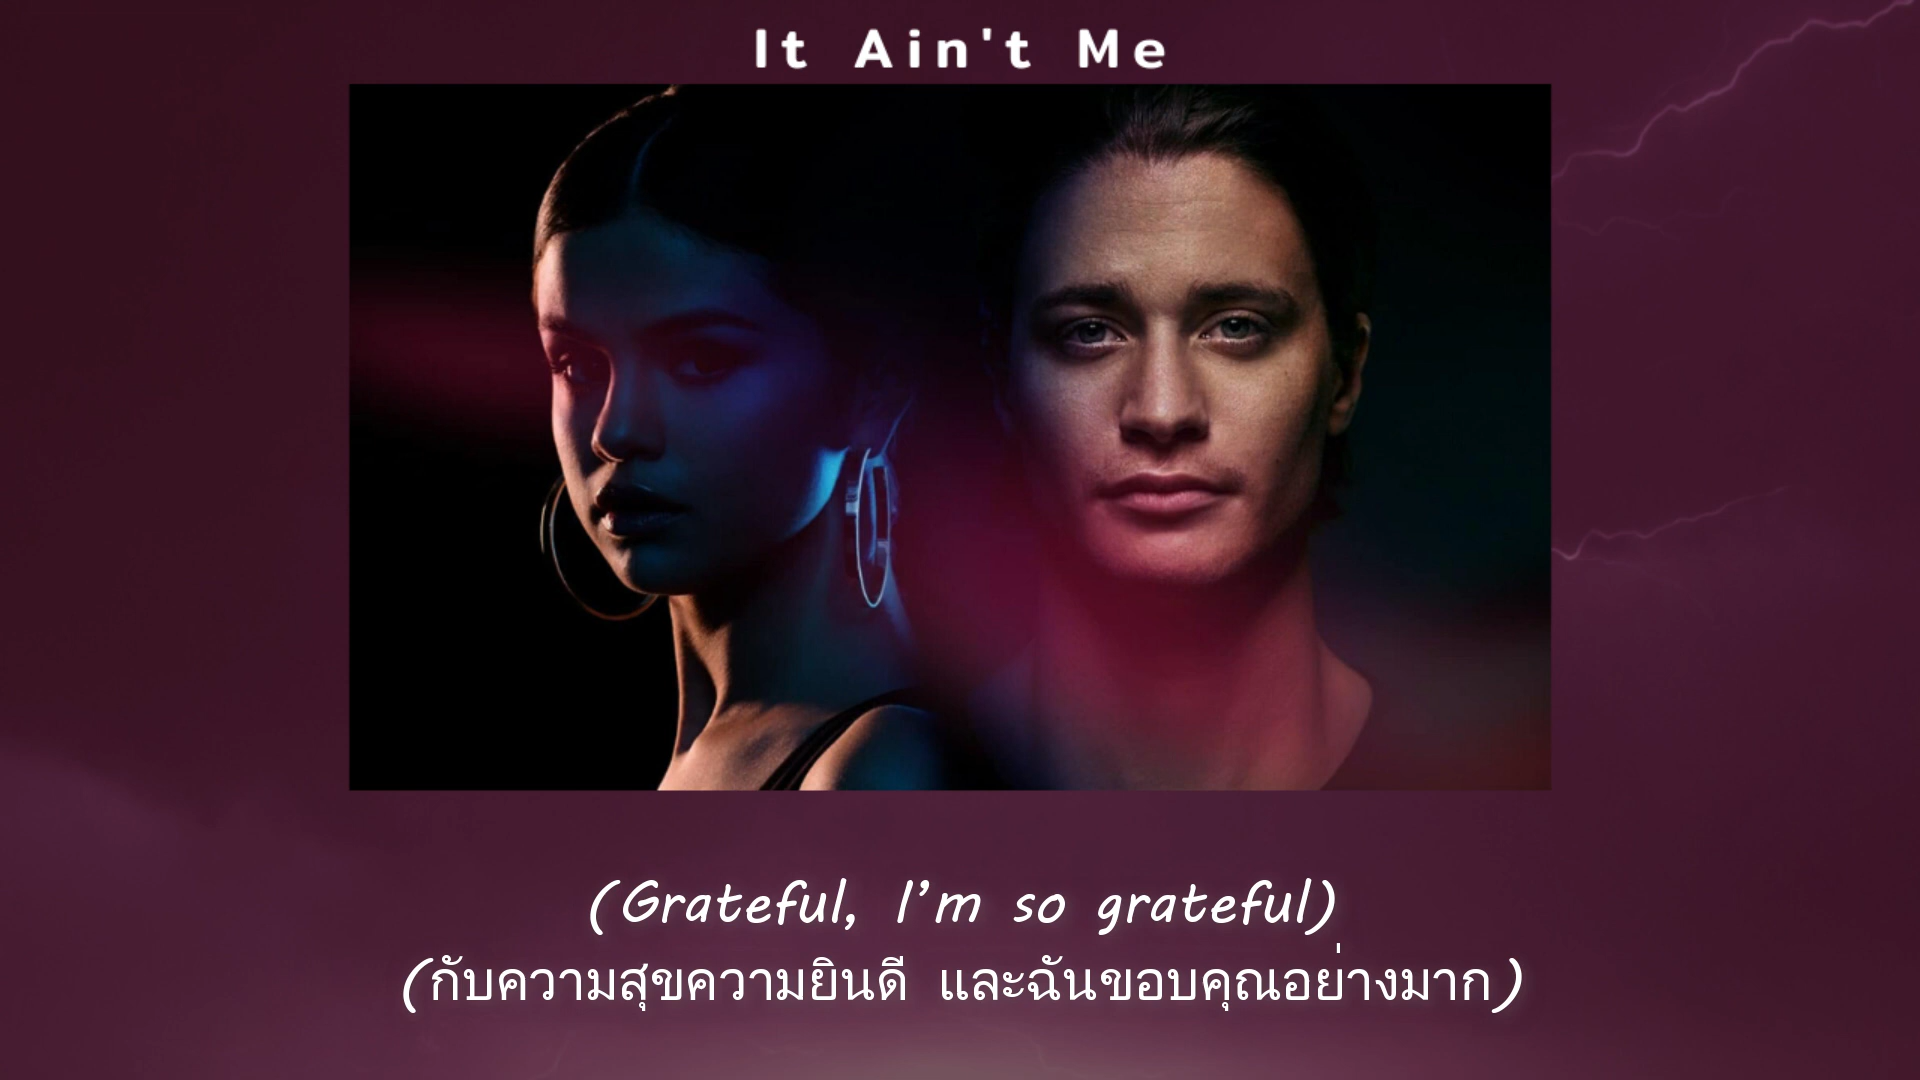 It Ain't Me
(Grateful, I’m so grateful)
(กับความสุขความยินดี และฉันขอบคุณอย่างมาก)